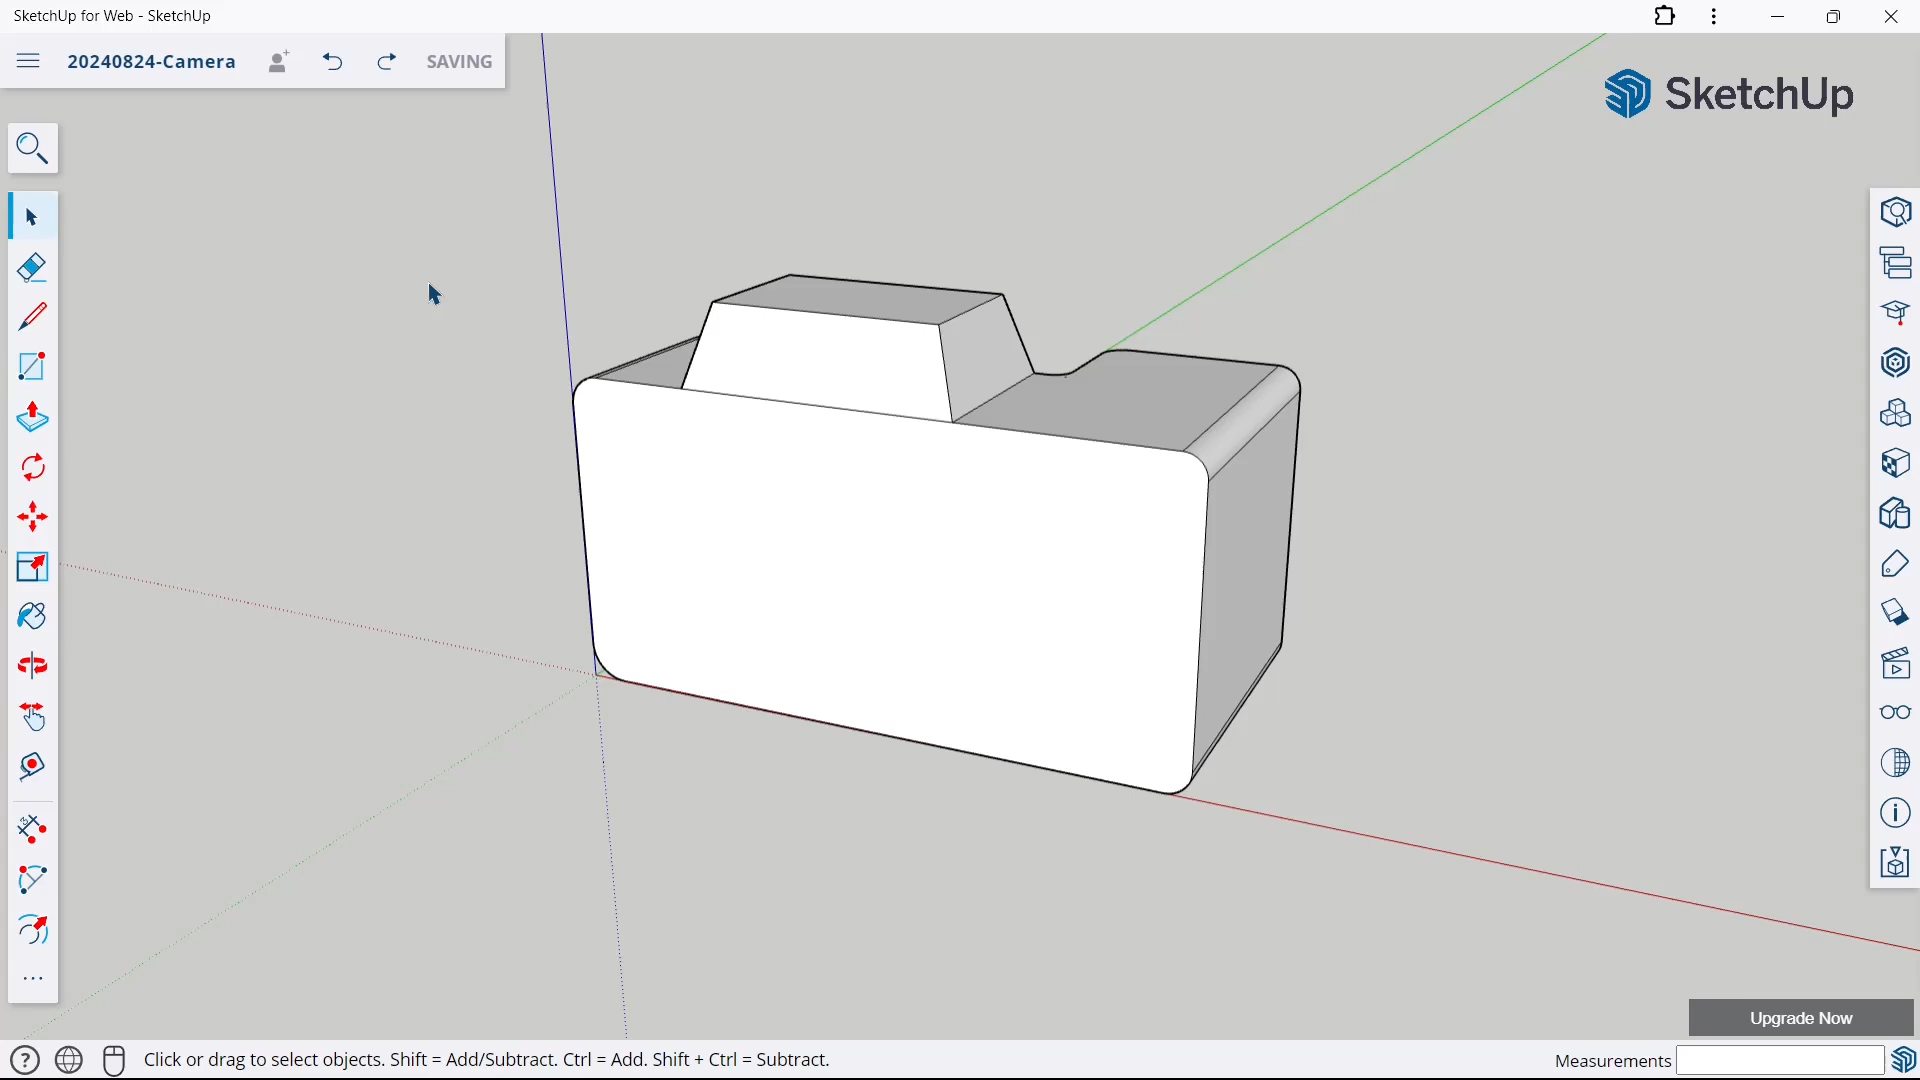 SketchUp for Web - SketchUp
20240824-Camera
SAVING
SketchUp
Upgrade Now
Click or drag to select objects. Shift = Add/Subtract. Ctrl = Add. Shift + Ctrl = Subtract.
Measurements